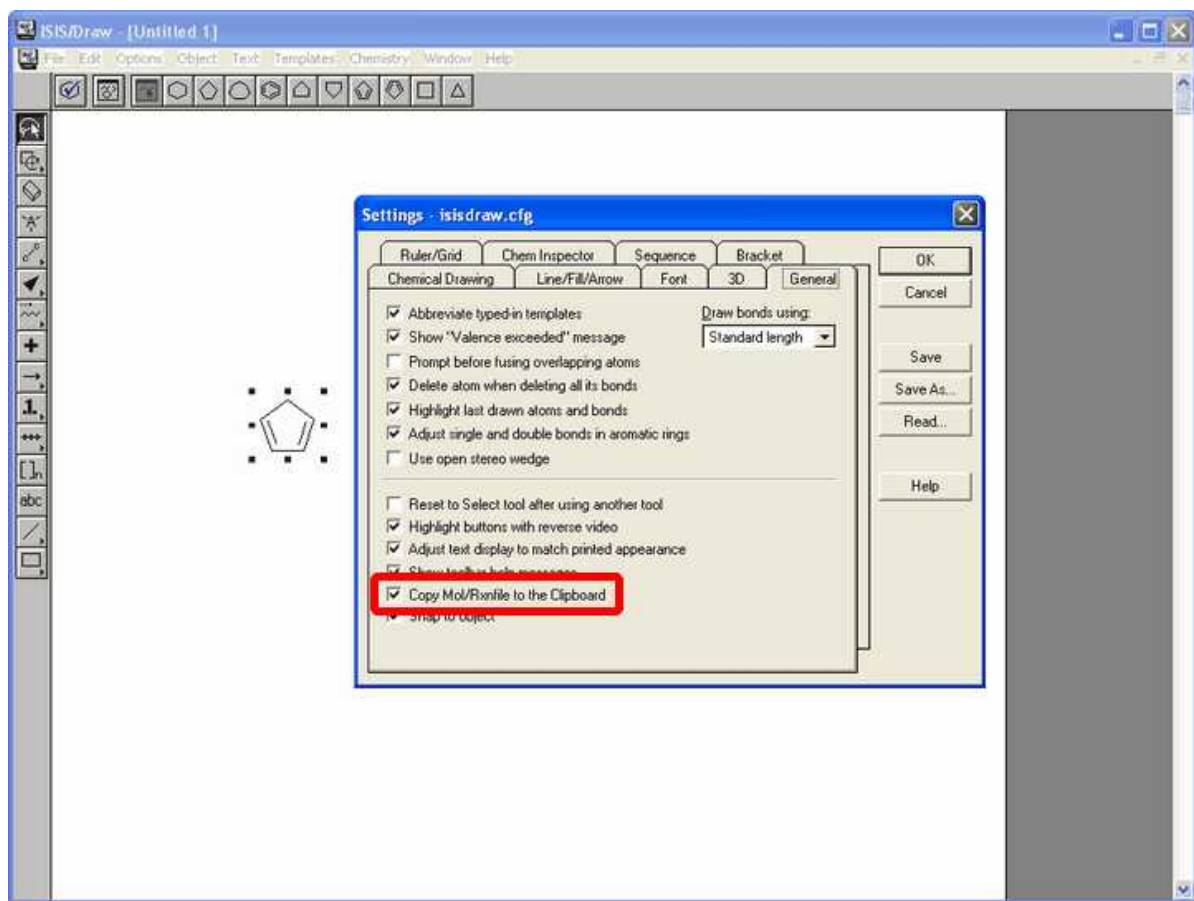 ISIS/Draw - [Untitled 1]
File Edit Options Object Text Templates Chemistry Window Help
Settings - isisdraw.cfg
Ruler/Grid Chem Inspector Sequence Bracket
Chemical Drawing Line/Fill/Arrow Font 3D General
Abbreviate typed-in templates
Show "Valence exceeded" message
Prompt before fusing overlapping atoms
Delete atom when deleting all its bonds
Highlight last drawn atoms and bonds
Adjust single and double bonds in aromatic rings
Use open stereo wedge
Draw bonds using:
Standard length
Reset to Select tool after using another tool
Highlight buttons with reverse video
Adjust text display to match printed appearance
Show toolbar help messages
Copy Mol/Rxnfile to the Clipboard
Snap to object
OK
Cancel
Save
Save As...
Read...
Help
A
1.
[ ]n
abc